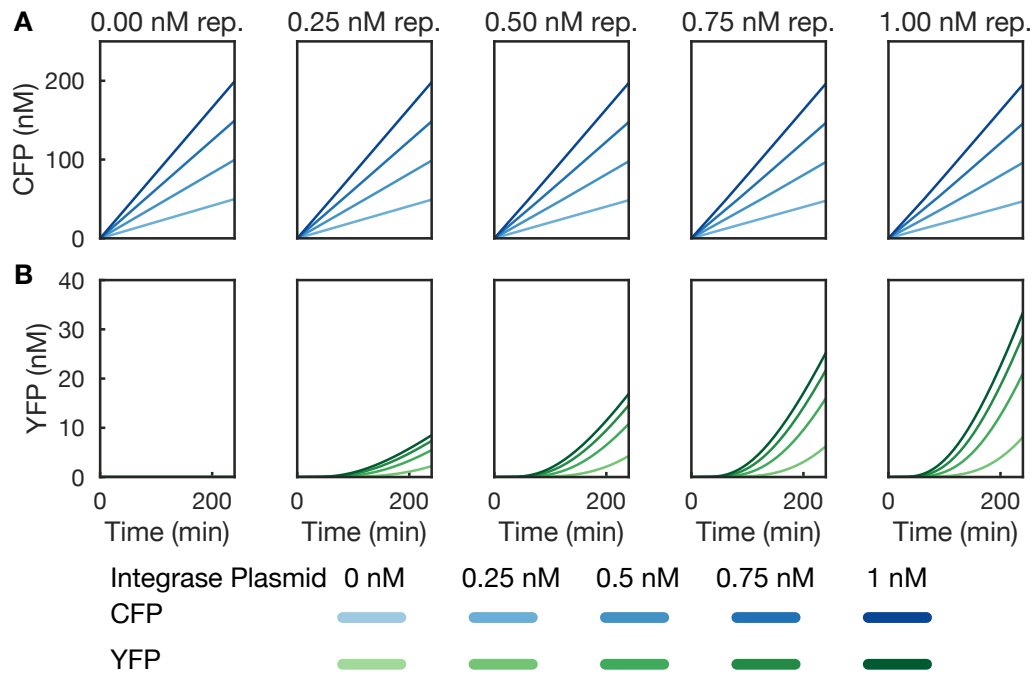 A
0.00 nM rep. 0.25 nM rep. 0.50 nM rep. 0.75 nM rep. 1.00 nM rep.
CFP (nM)
200
100
0
B
YFP (nM)
40
30
20
10
0
0 200 0 200 0 200 0 200 0 200
Time (min) Time (min) Time (min) Time (min) Time (min)
Integrase Plasmid 0 nM 0.25 nM 0.5 nM 0.75 nM 1 nM
CFP
YFP